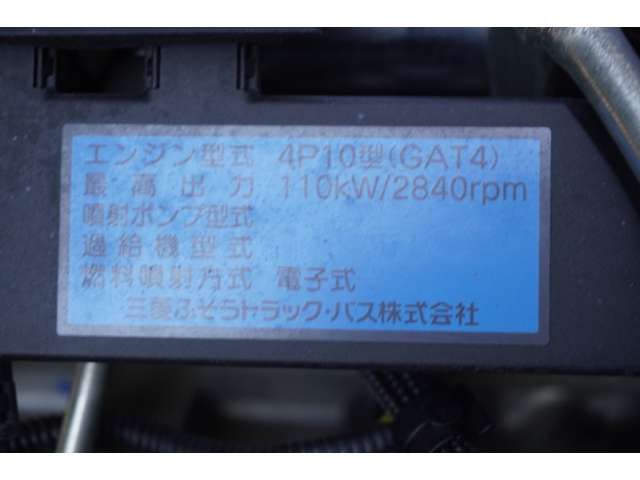 エンジン型式 4P10型(GAT4)
最高出力 110kW/2840rpm
噴射ポンプ型式
過給機型式
燃料噴射方式 電子式
三菱ふそうトラック・バス株式会社